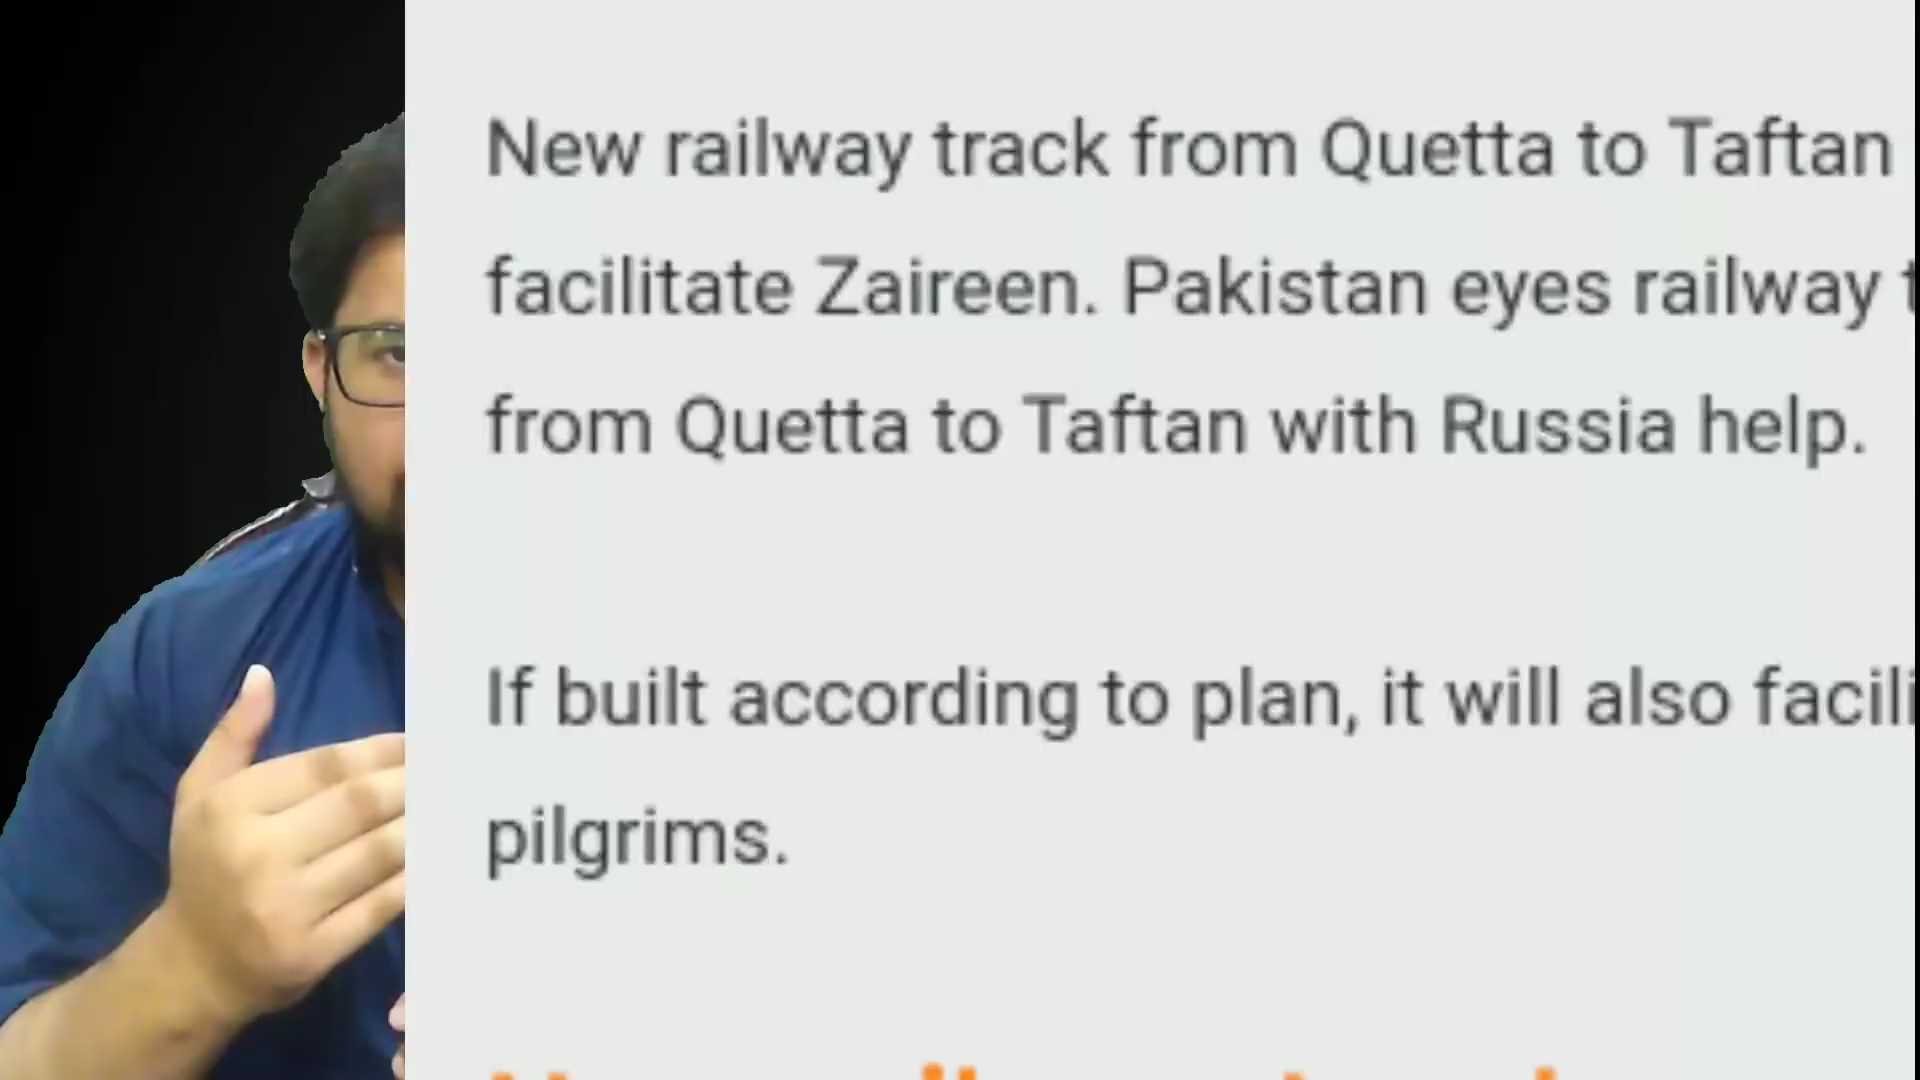 New railway track from Quetta to Taftan
facilitate Zaireen. Pakistan eyes railway
from Quetta to Taftan with Russia help.
If built according to plan, it will also
pilgrims.